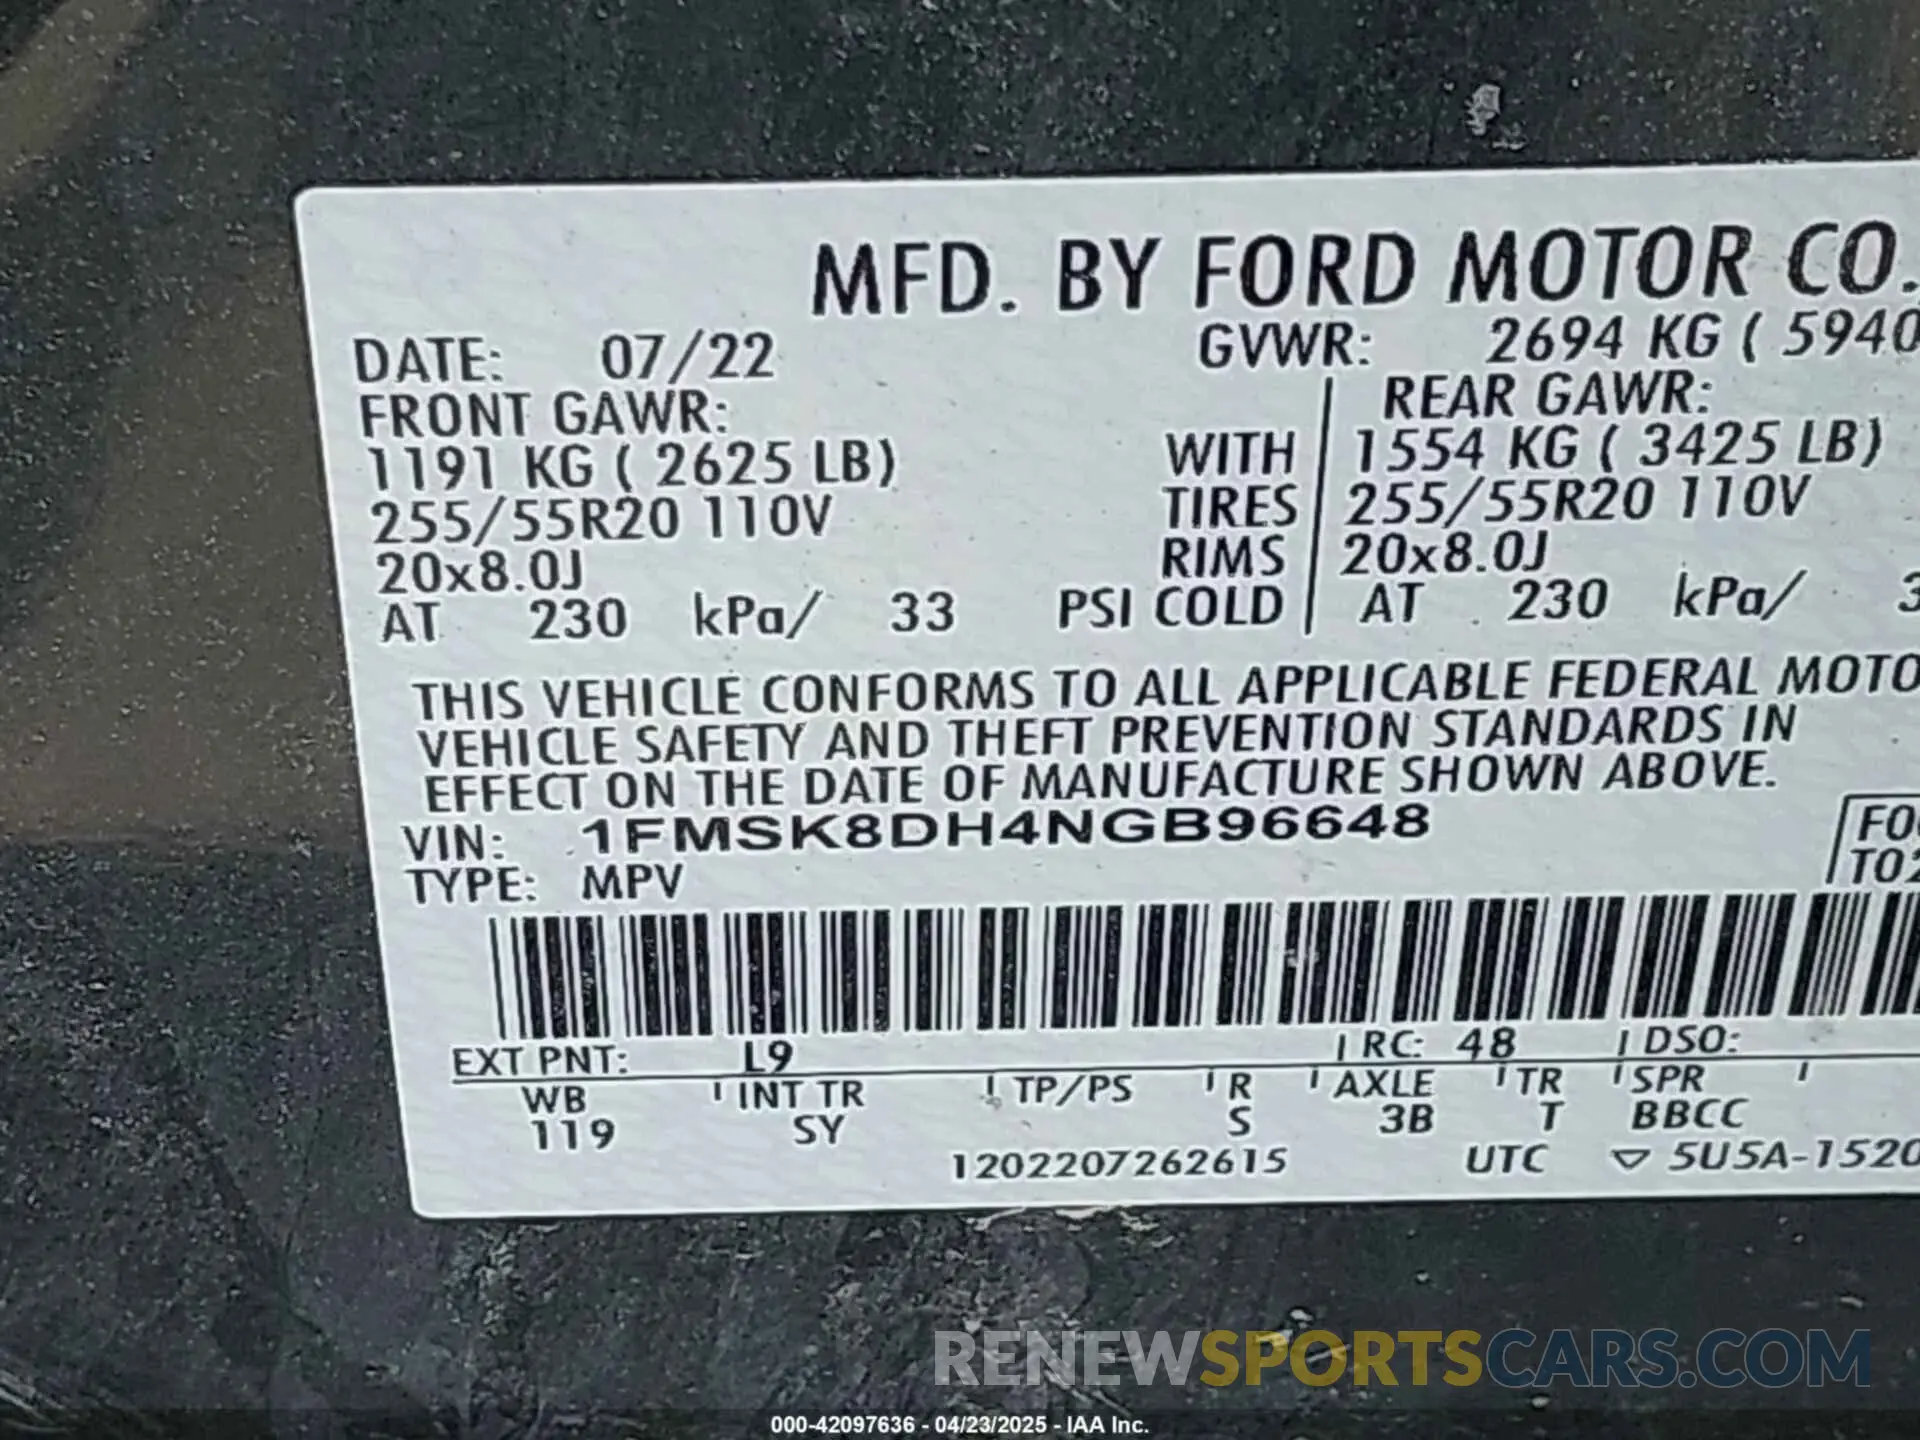 MFD. BY FORD MOTOR CO.
DATE: 07/22 GVWR: 2694 KG ( 5940
FRONT GAWR: REAR GAWR:
1191 KG ( 2625 LB) WITH 1554 KG ( 3425 LB)
255/55R20 110V TIRES 255/55R20 110V
20x8.0J RIMS 20x8.0J
AT 230 kPa/ 33 PSI COLD AT 230 kPa/ 3
THIS VEHICLE CONFORMS TO ALL APPLICABLE FEDERAL MOTO
VEHICLE SAFETY AND THEFT PREVENTION STANDARDS IN
EFFECT ON THE DATE OF MANUFACTURE SHOWN ABOVE.
VIN: 1FMSK8DH4NGB96648
TYPE: MPV
EXT PNT: L9 RC: 48 DSO:
WB INT TR TP/PS R AXLE TR SPR
119 SY S 3B T BBCC
1202207262615 UTC ▽ 5U5A-1520
RENEWSPORTSCARS.COM
000-42097636 - 04/23/2025 - IAA Inc.